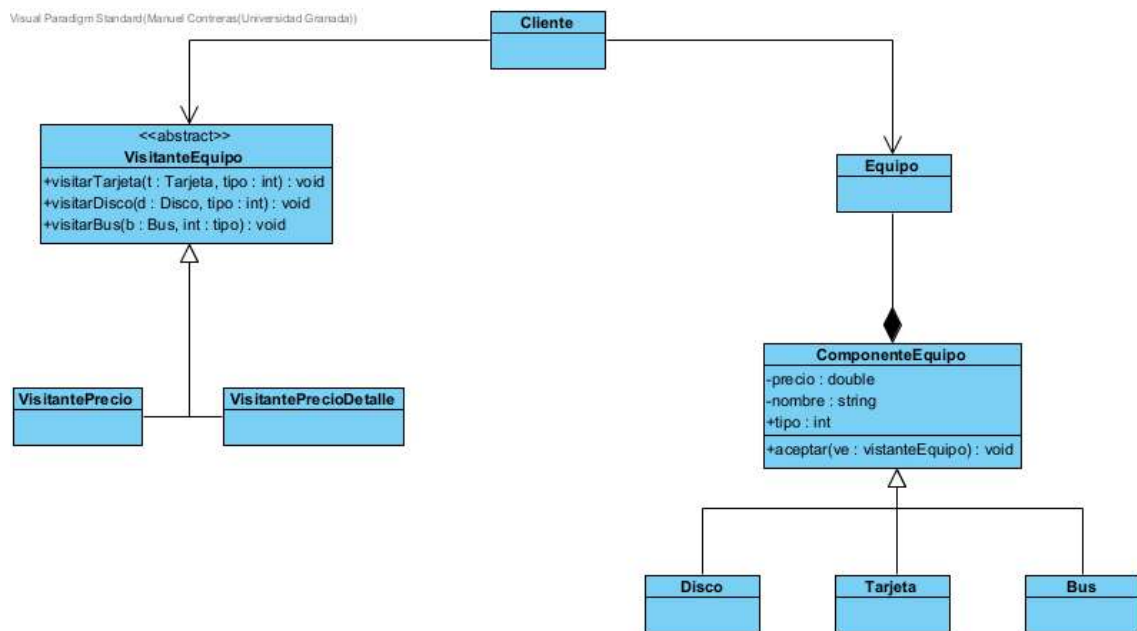 Visual Paradigm Standard(Manuel Contreras(Universidad Granada))
Cliente
<<abstract>>
VisitanteEquipo
+visitarTarjeta(t : Tarjeta, tipo : int) : void
+visitarDisco(d : Disco, tipo : int) : void
+visitarBus(b : Bus, int : tipo) : void
Equipo
ComponenteEquipo
-precio : double
-nombre : string
+tipo : int
+aceptar(ve : vistanteEquipo) : void
VisitantePrecio
VisitantePrecioDetalle
Disco
Tarjeta
Bus